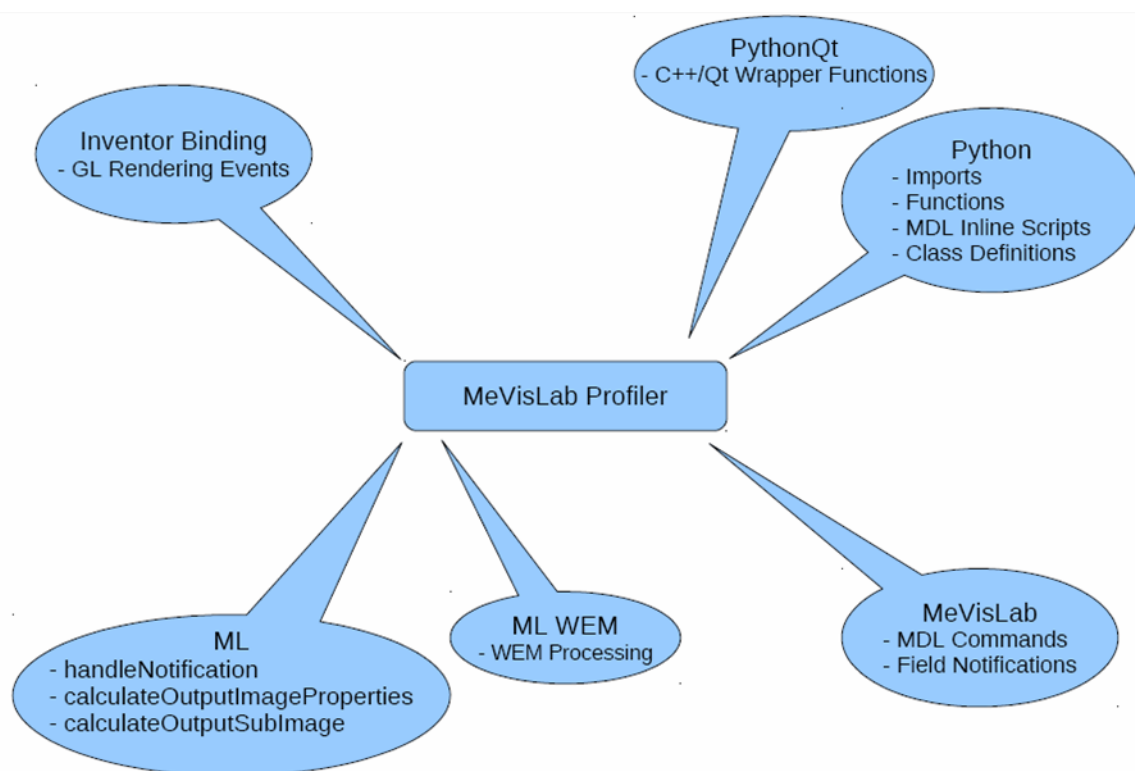 PythonQt
- C++/Qt Wrapper Functions
Inventor Binding
- GL Rendering Events
Python
- Imports
- Functions
- MDL Inline Scripts
- Class Definitions
MeVisLab Profiler
ML
- handleNotification
- calculateOutputImageProperties
- calculateOutputSubImage
ML WEM
- WEM Processing
MeVisLab
- MDL Commands
- Field Notifications